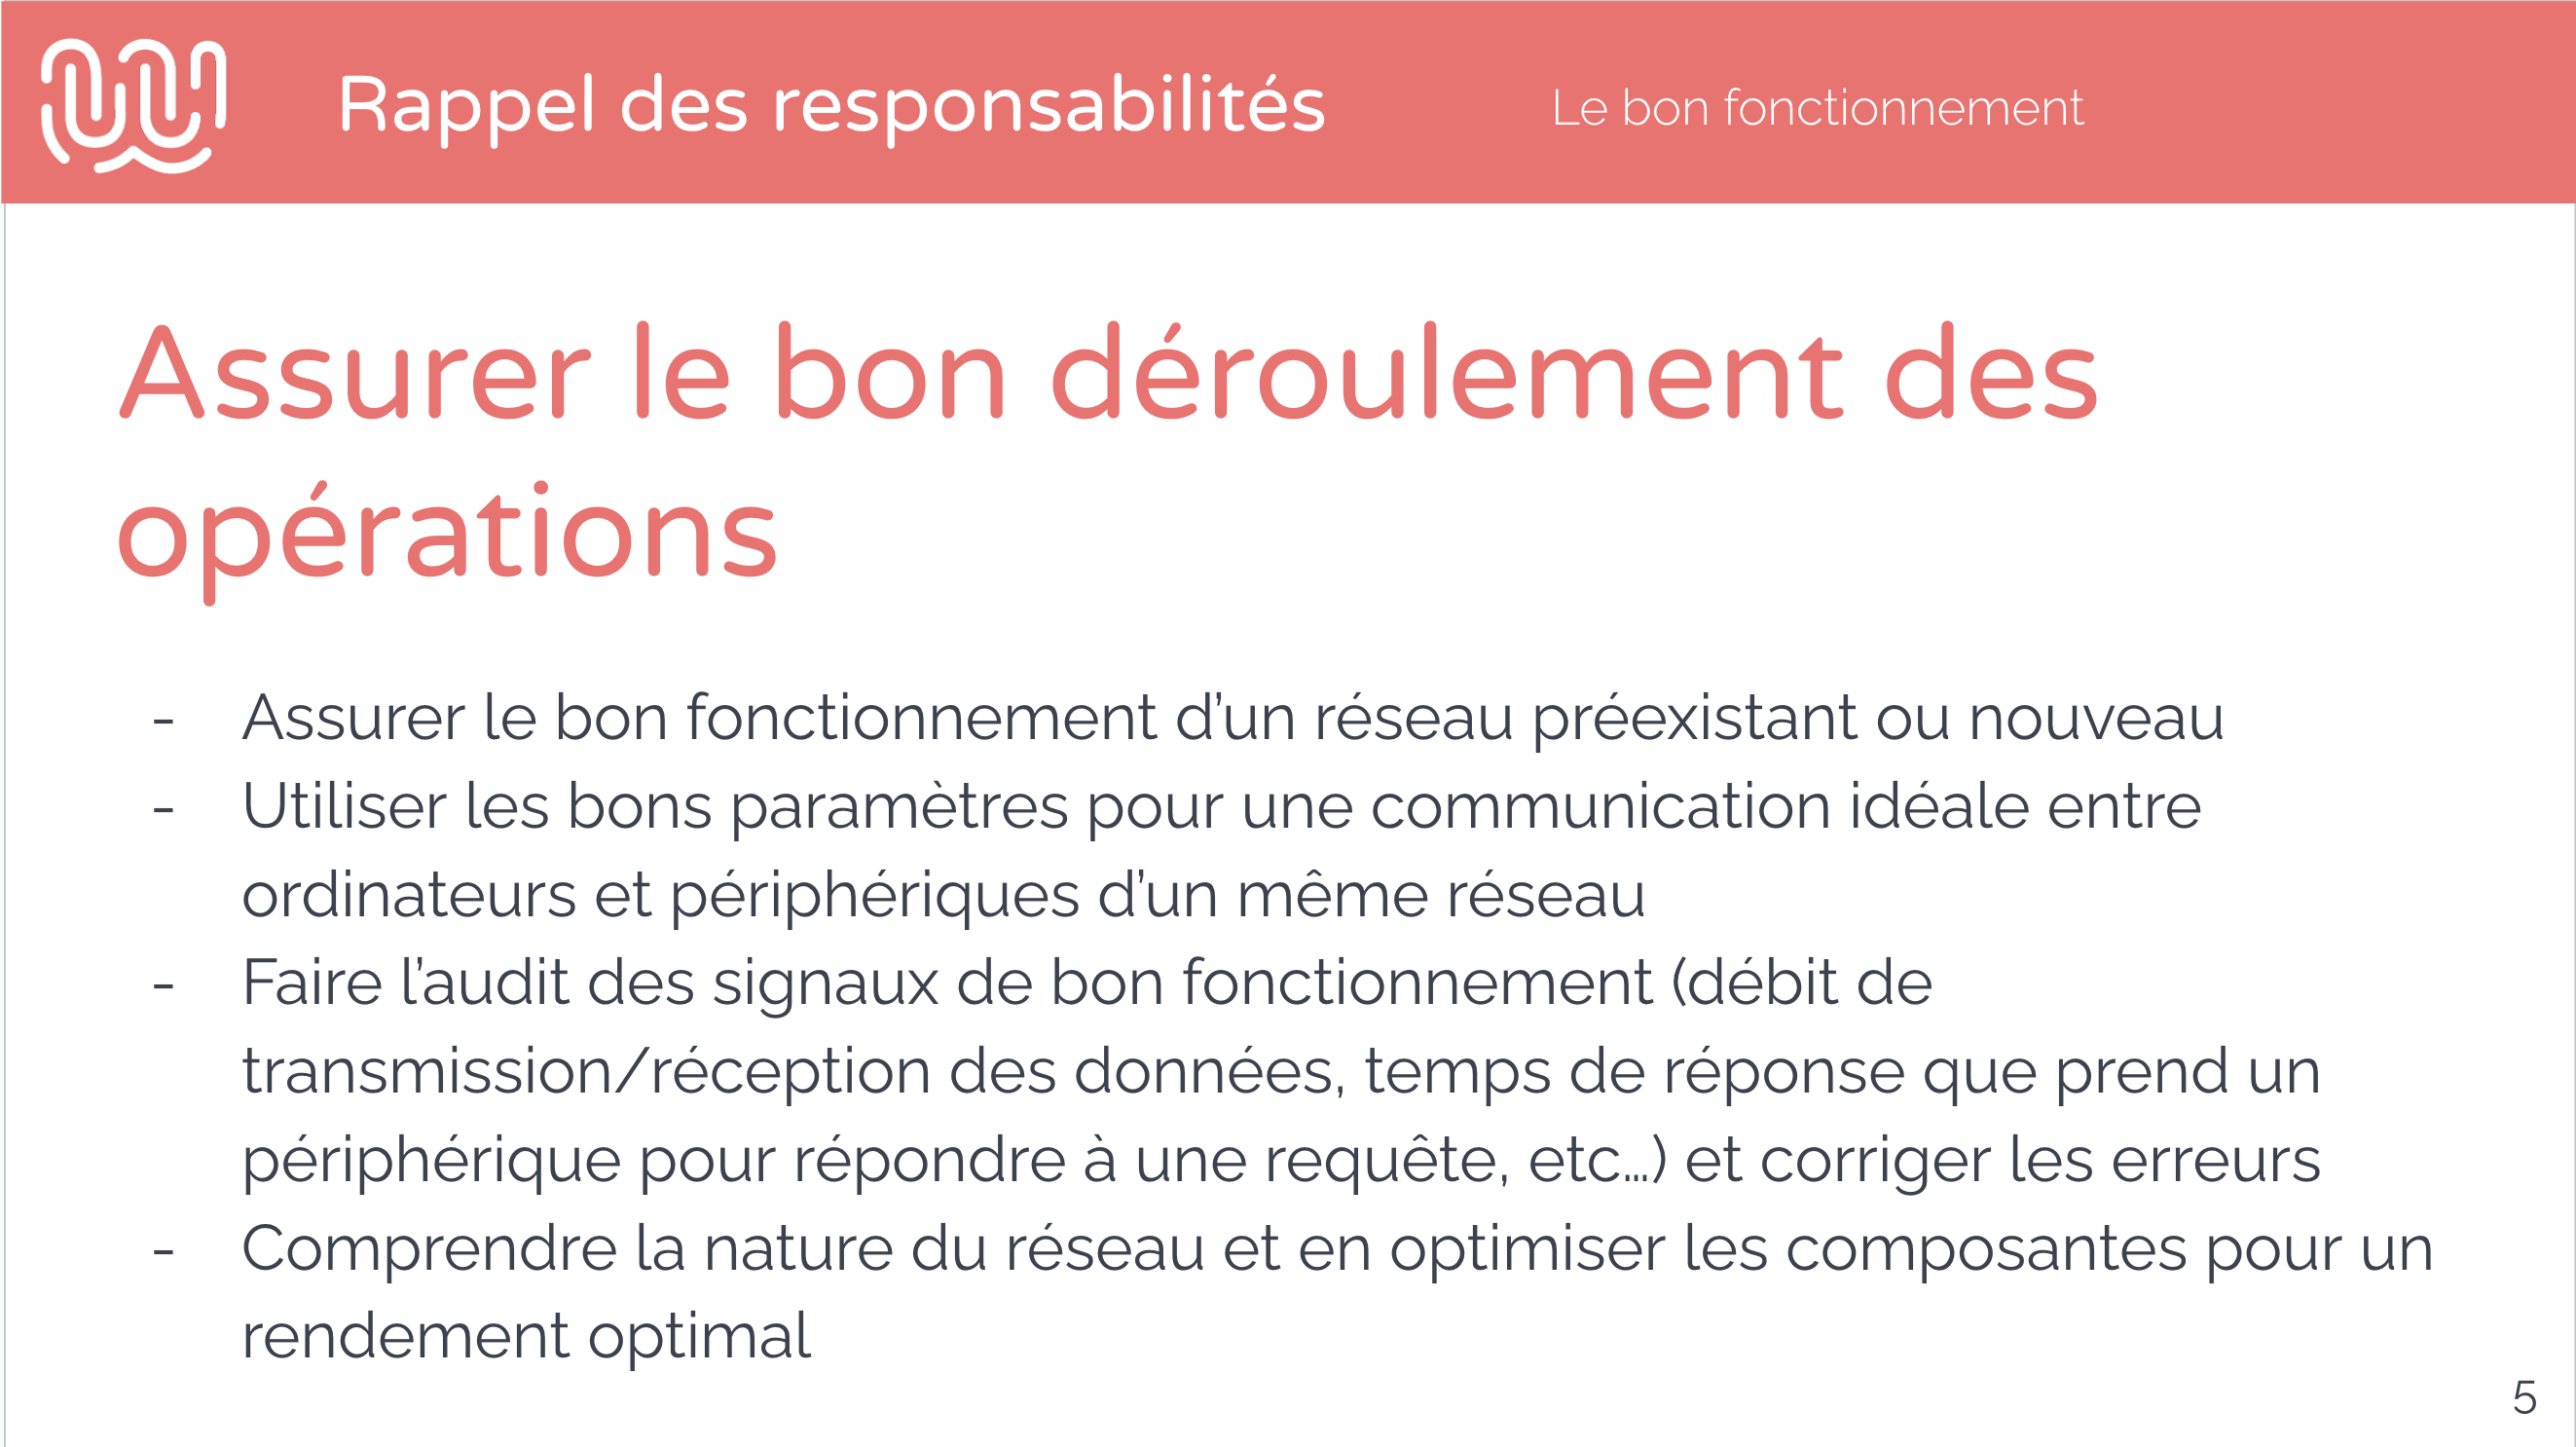 Rappel des responsabilités
Le bon fonctionnement
Assurer le bon déroulement des
opérations
- Assurer le bon fonctionnement d’un réseau préexistant ou nouveau
- Utiliser les bons paramètres pour une communication idéale entre
ordinateurs et périphériques d’un même réseau
- Faire l’audit des signaux de bon fonctionnement (débit de
transmission/réception des données, temps de réponse que prend un
périphérique pour répondre à une requête, etc…) et corriger les erreurs
- Comprendre la nature du réseau et en optimiser les composantes pour un
rendement optimal
5